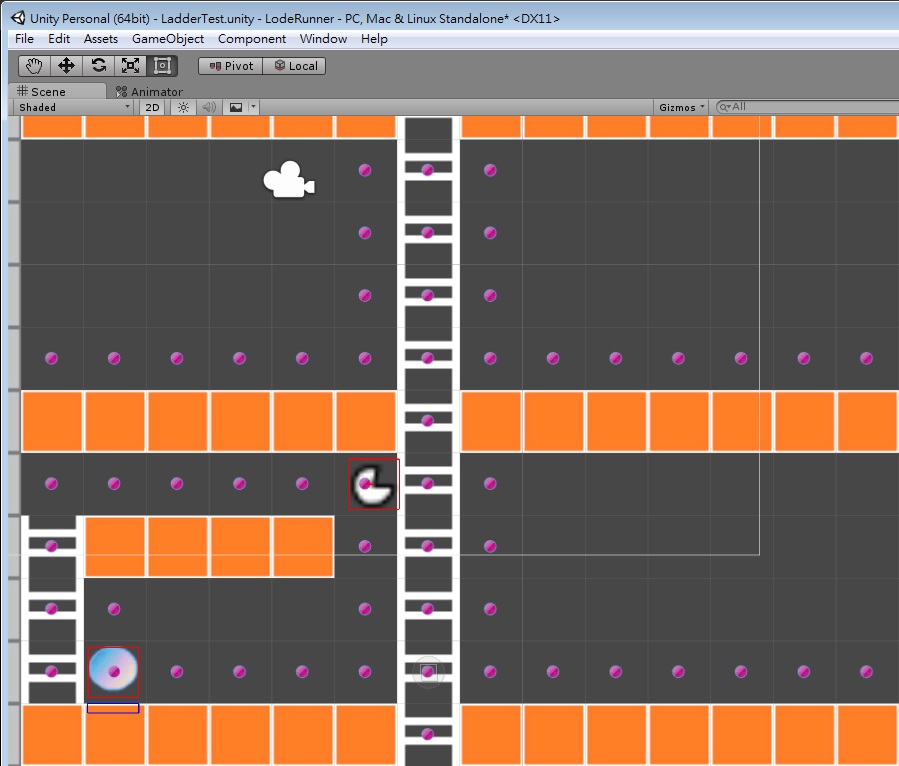 Unity Personal (64bit) - LadderTest.unity - LodeRunner - PC, Mac & Linux Standalone* <DX11>
File Edit Assets GameObject Component Window Help
Pivot Local
Scene Animator
Shaded 2D Gizmos All